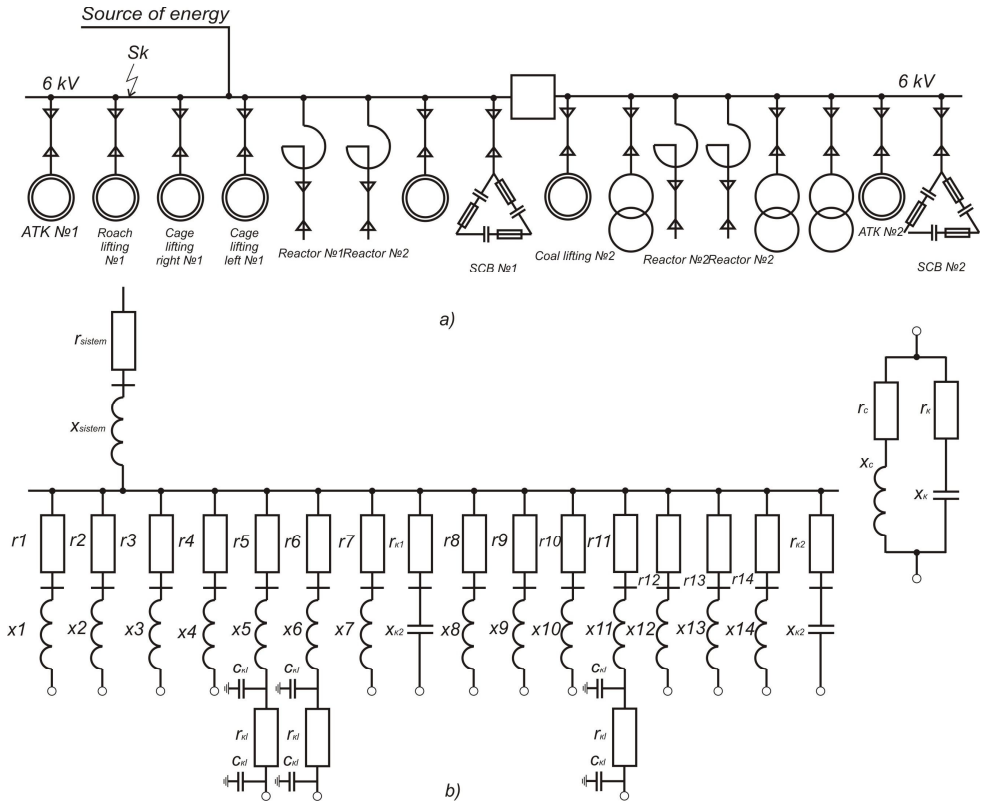 Source of energy
Sk
6 kV
6 kV
ATK №1
Roach
lifting
№1
Cage
lifting
right №1
Cage
lifting
left №1
Reactor №1
Reactor №2
SCB №1
Coal lifting №2
Reactor №2
Reactor №2
ATK №2
SCB №2
a)
rsistem
xsistem
rc
rк
xc
xк
r1
r2
r3
r4
r5
r6
r7
rк1
r8
r9
r10
r11
r12
r13
r14
rк2
x1
x2
x3
x4
x5
x6
x7
xк2
x8
x9
x10
x11
x12
x13
x14
xк2
cкl
cкl
cкl
rкl
rкl
rкl
cкl
cкl
cкl
b)